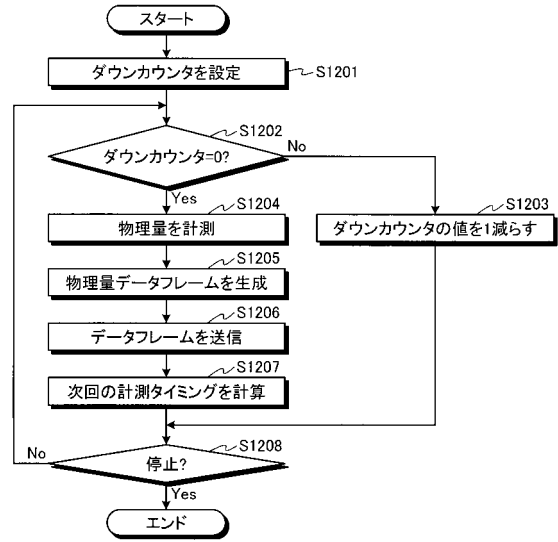 スタート
ダウンカウンタを設定
S1201
S1202
ダウンカウンタ=0?
No
Yes
S1204
物理量を計測
S1203
ダウンカウンタの値を1減らす
S1205
物理量データフレームを生成
S1206
データフレームを送信
S1207
次回の計測タイミングを計算
S1208
停止?
No
Yes
エンド